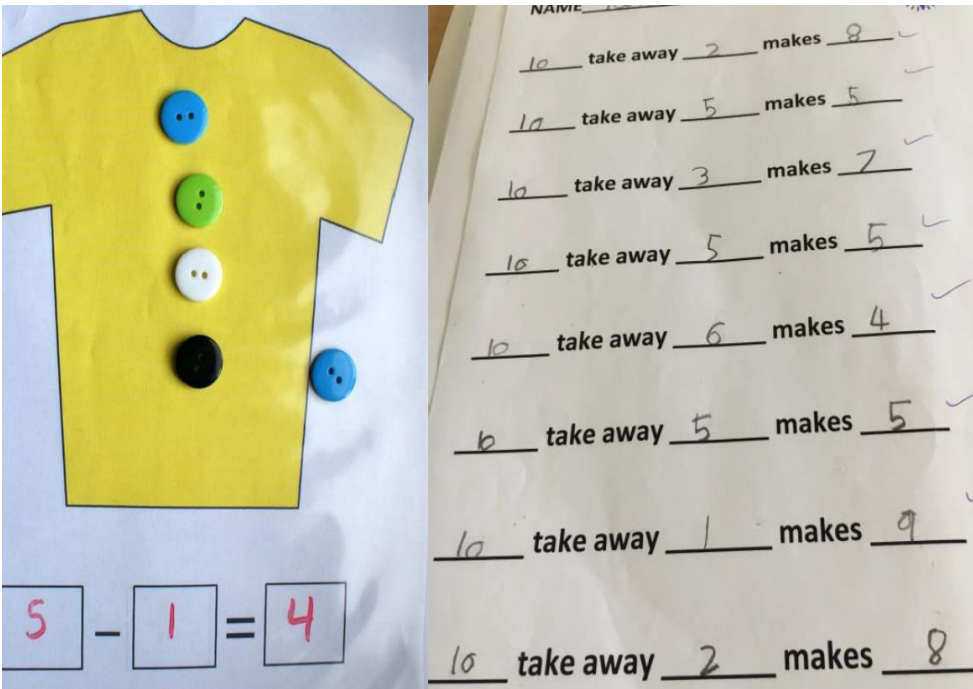 5 - 1 = 4
NAME
10 take away 2 makes 8
10 take away 5 makes 5
10 take away 3 makes 7
10 take away 5 makes 5
10 take away 6 makes 4
10 take away 5 makes 5
10 take away 1 makes 9
10 take away 2 makes 8